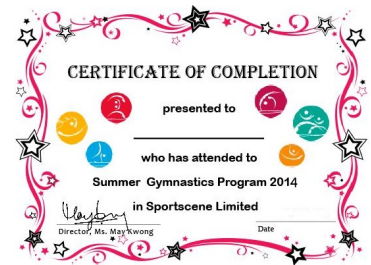 CERTIFICATE OF COMPLETION
presented to
who has attended to
Summer Gymnastics Program 2014
in Sportscene Limited
Director, Ms. May Kwong
Date